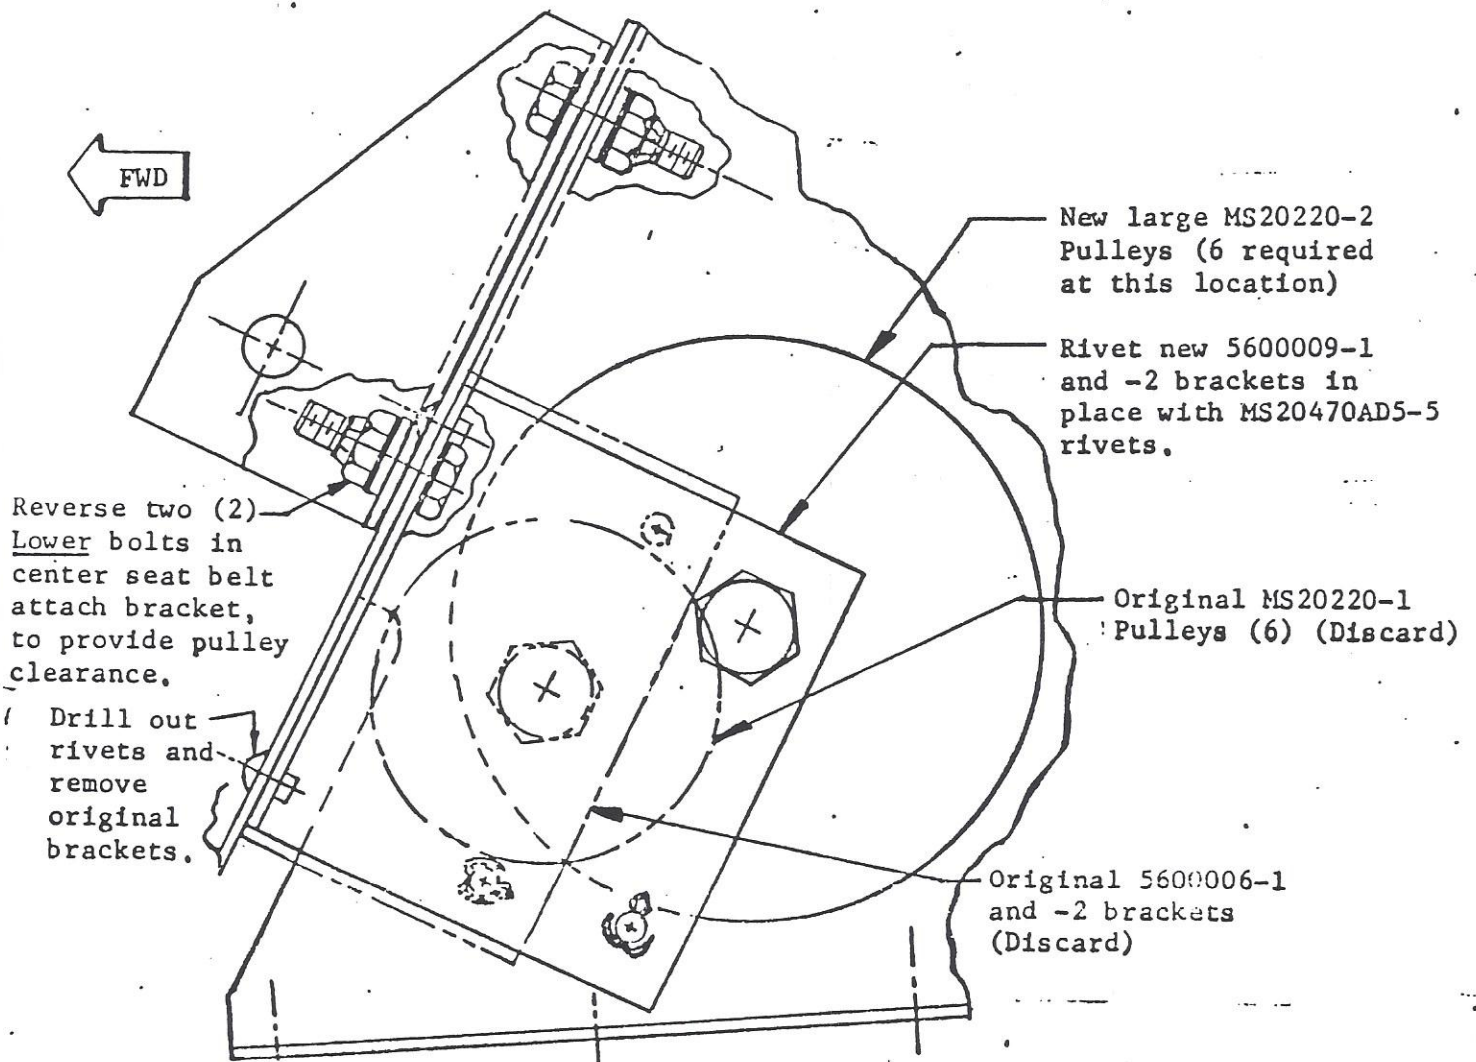 FWD
New large MS20220-2
Pulleys (6 required
at this location)
Rivet new 5600009-1
and -2 brackets in
place with MS20470AD5-5
rivets.
Reverse two (2)
Lower bolts in
center seat belt
attach bracket,
to provide pulley
clearance.
Original MS20220-1
Pulleys (6) (Discard)
Drill out
rivets and
remove
original
brackets.
Original 5600006-1
and -2 brackets
(Discard)